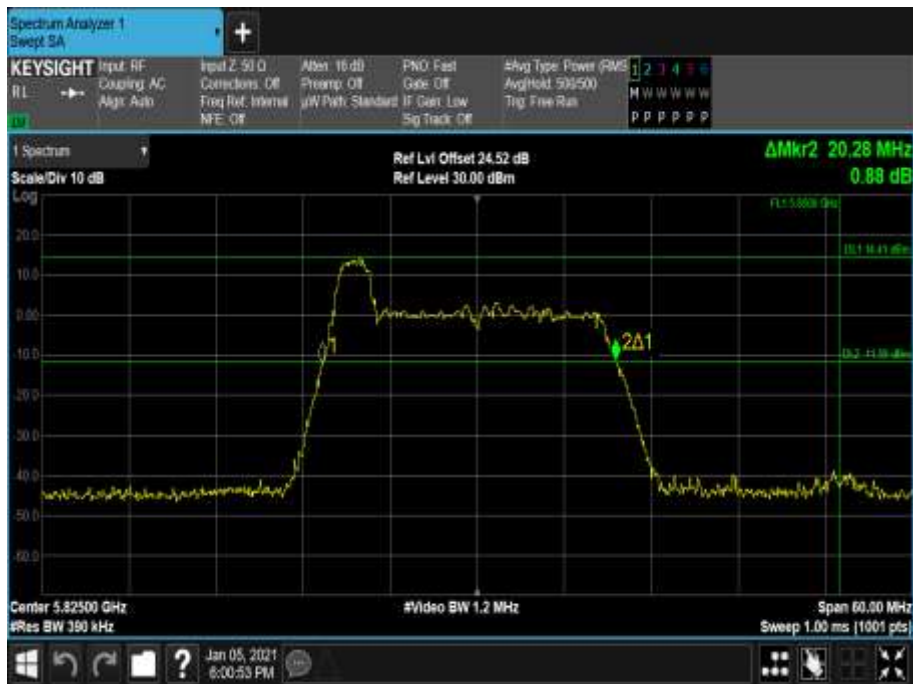 Spectrum Analyzer 1
Swept SA
+
KEYSIGHT Input: RF
RL Coupling: AC
Align: Auto
Input Z: 50 Ω
Corrections: Off
Freq Ref: Internal
NFE: Off
Atten: 16 dB
Preamp: Off
µW Path: Standard
PNO: Fast
Gate: Off
IF Gain: Low
Sig Track: Off
#Avg Type: Power (RMS
Avg|Hold: 500/500
Trig: Free Run
1 2 3 4 5 6
M W W W W W
P P P P P P
1 Spectrum
Scale/Div 10 dB
Log
Ref Lvl Offset 24.52 dB
Ref Level 30.00 dBm
ΔMkr2 20.28 MHz
0.88 dB
20.0
10.0
0.00
-10.0
-20.0
-30.0
-40.0
-50.0
-60.0
2Δ1
Center 5.82500 GHz
#Res BW 390 kHz
#Video BW 1.2 MHz
Span 60.00 MHz
Sweep 1.00 ms (1001 pts)
?
Jan 05, 2021
6:00:53 PM